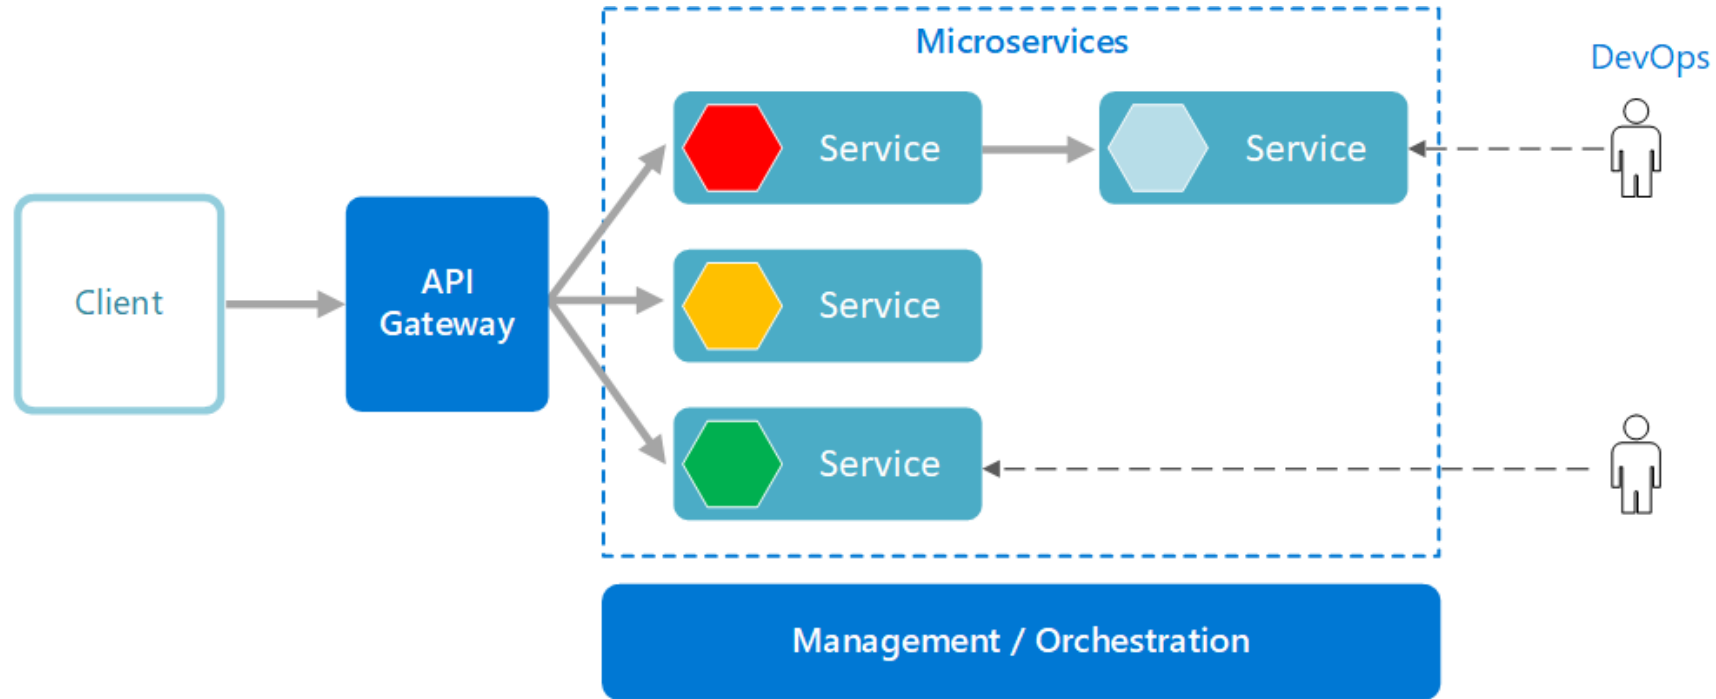 Microservices
DevOps
Service
Service
Client
API
Gateway
Service
Service
Management / Orchestration